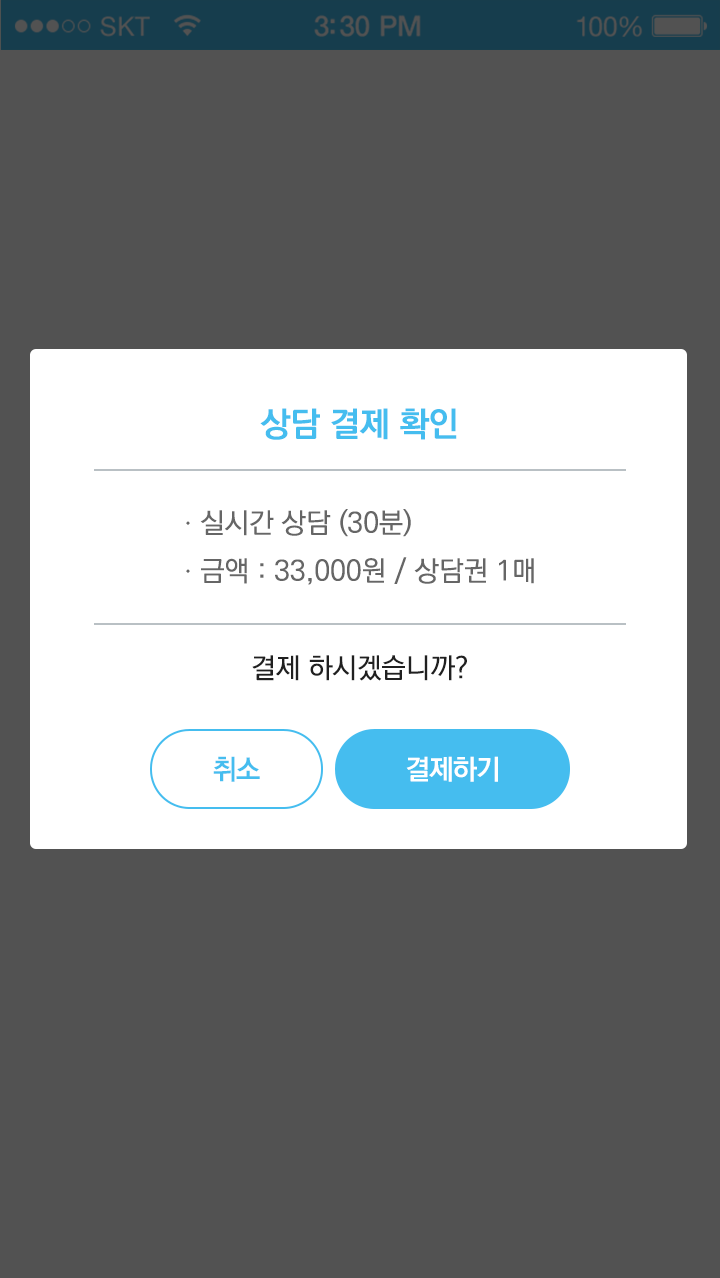 SKT 3:30 PM 100%
상담 결제 확인
· 실시간 상담 (30분)
· 금액 : 33,000원 / 상담권 1매
결제 하시겠습니까?
취소 결제하기